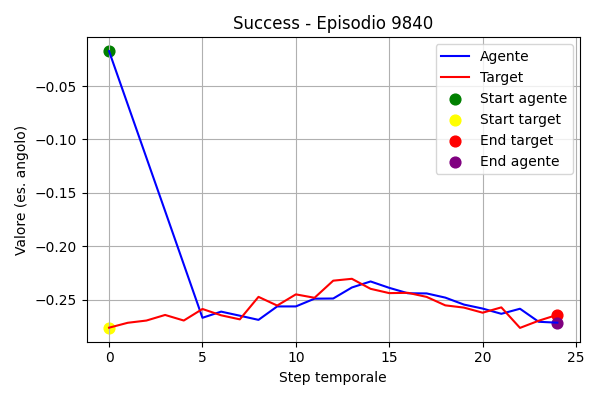 Success - Episodio 9840
Valore (es. angolo)
−0.05
−0.10
−0.15
−0.20
−0.25
Agente
Target
Start agente
Start target
End target
End agente
0 5 10 15 20 25
Step temporale